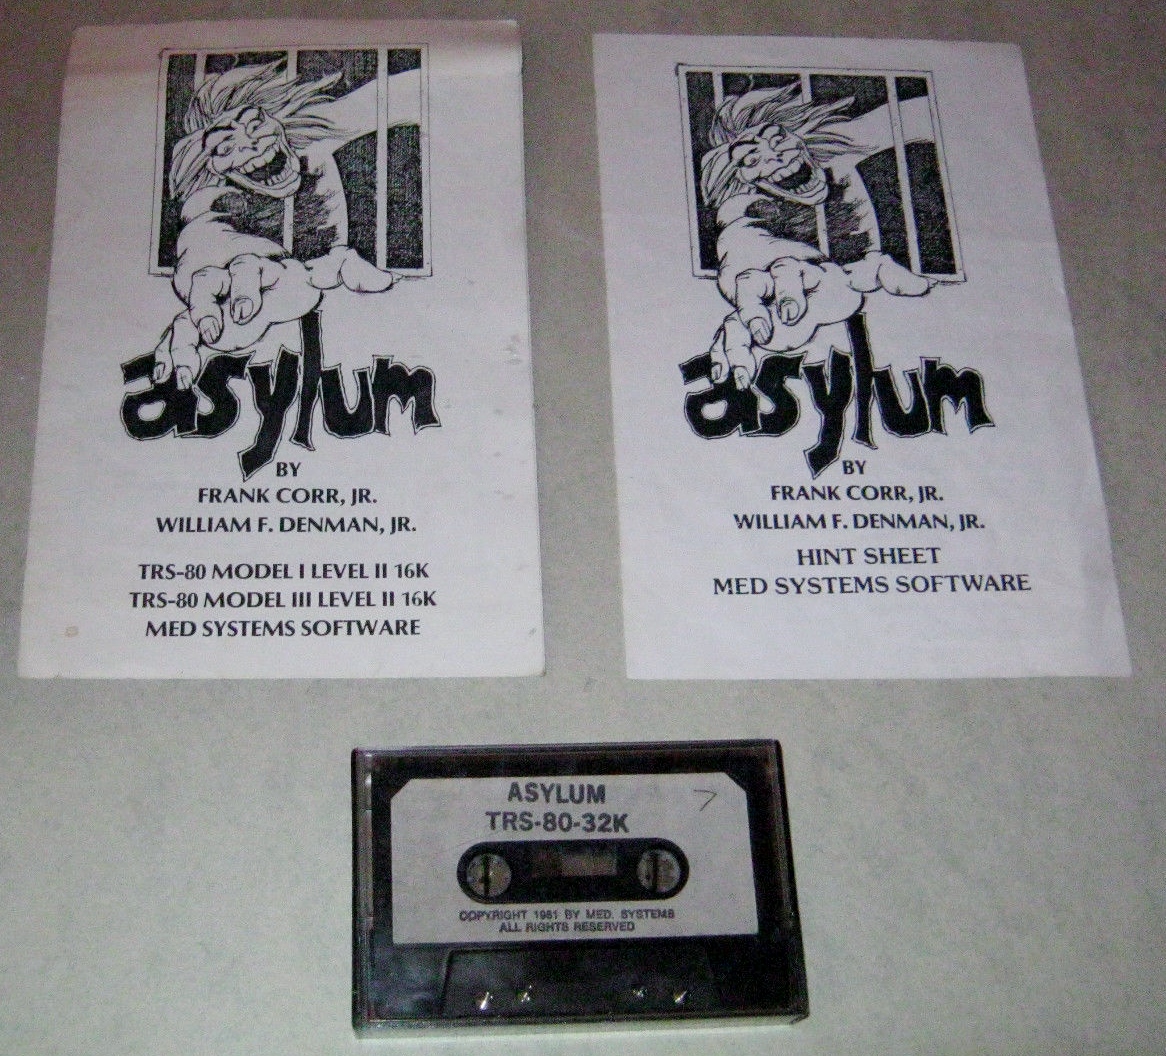 asylum
BY
FRANK CORR, JR.
WILLIAM F. DENMAN, JR.
TRS-80 MODEL I LEVEL II 16K
TRS-80 MODEL III LEVEL II 16K
MED SYSTEMS SOFTWARE
asylum
BY
FRANK CORR, JR.
WILLIAM F. DENMAN, JR.
HINT SHEET
MED SYSTEMS SOFTWARE
ASYLUM
TRS-80-32K
COPYRIGHT 1981 BY MED. SYSTEMS
ALL RIGHTS RESERVED